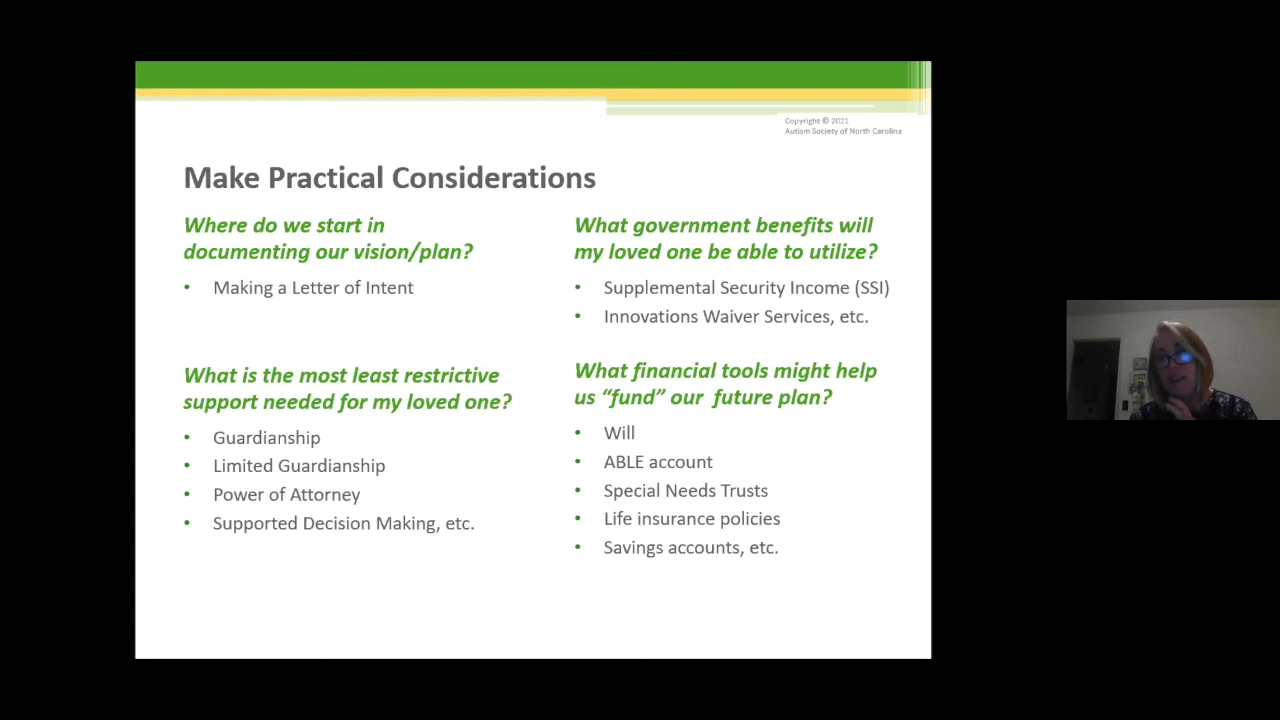 Copyright © 2021
Autism Society of North Carolina
Make Practical Considerations
Where do we start in
documenting our vision/plan?
• Making a Letter of Intent
What is the most least restrictive
support needed for my loved one?
• Guardianship
• Limited Guardianship
• Power of Attorney
• Supported Decision Making, etc.
What government benefits will
my loved one be able to utilize?
• Supplemental Security Income (SSI)
• Innovations Waiver Services, etc.
What financial tools might help
us “fund” our  future plan?
• Will
• ABLE account
• Special Needs Trusts
• Life insurance policies
• Savings accounts, etc.